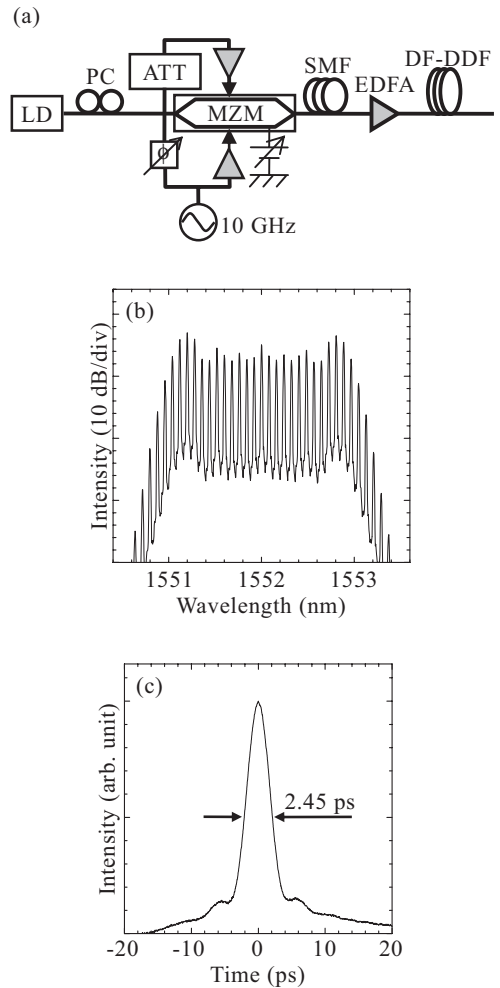 (a)
PC
ATT
SMF
EDFA
DF-DDF
LD
MZM
ϕ
10 GHz
(b)
Intensity (10 dB/div)
1551
1552
1553
Wavelength (nm)
(c)
Intensity (arb. unit)
2.45 ps
-20
-10
0
10
20
Time (ps)